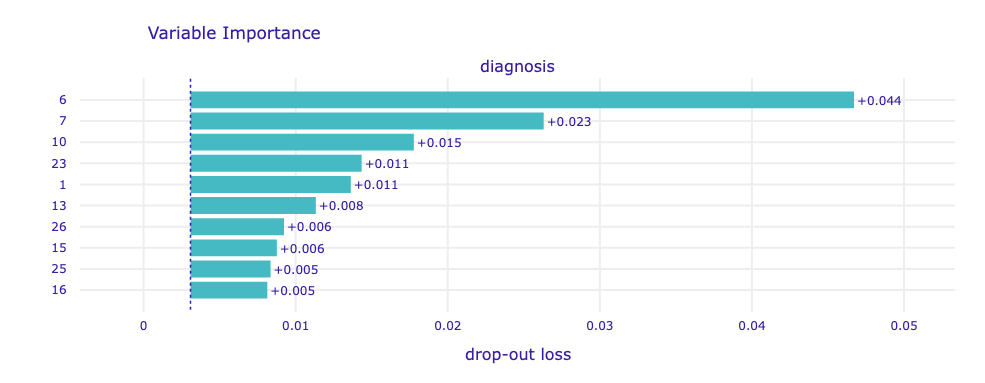 Variable Importance
diagnosis
6 +0.044
7 +0.023
10 +0.015
23 +0.011
1 +0.011
13 +0.008
26 +0.006
15 +0.006
25 +0.005
16 +0.005
0 0.01 0.02 0.03 0.04 0.05
drop-out loss